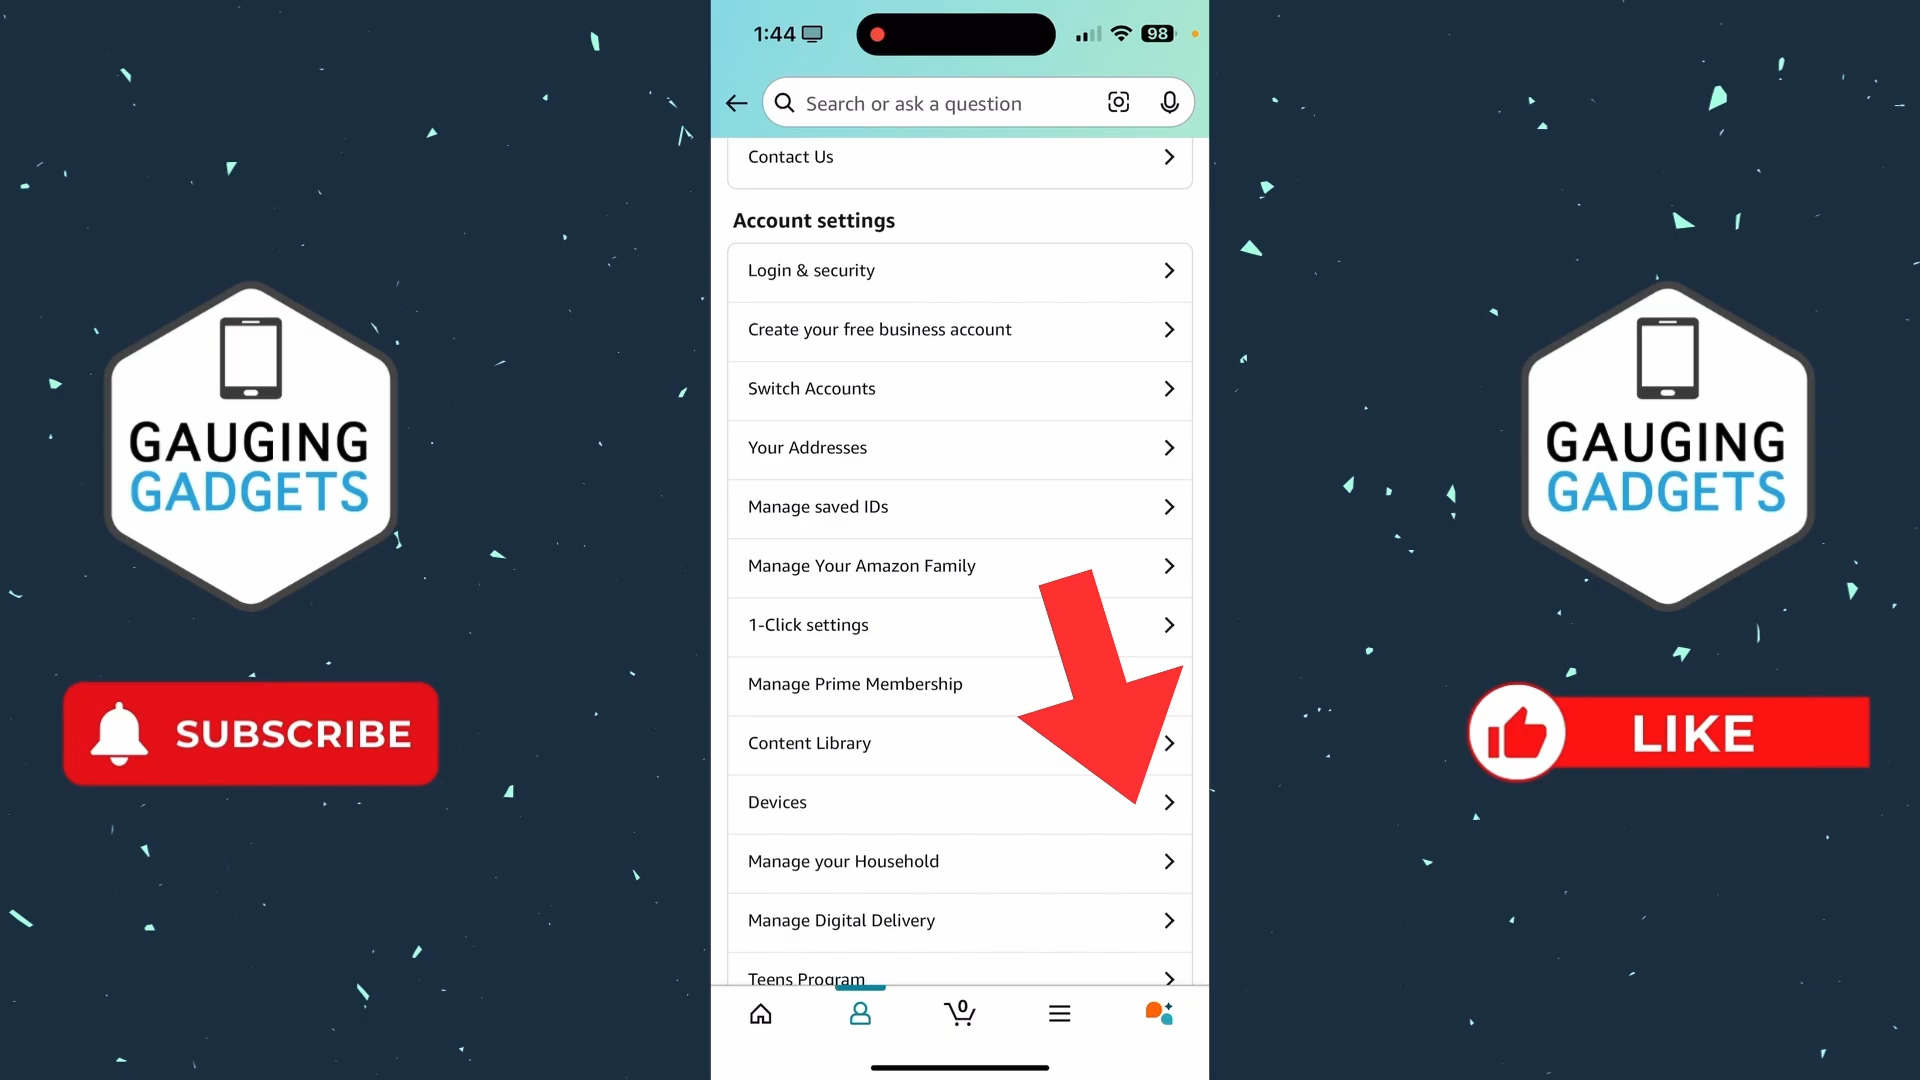 1:44
98
Search or ask a question
Contact Us
Account settings
Login & security
Create your free business account
Switch Accounts
Your Addresses
Manage saved IDs
Manage Your Amazon Family
1-Click settings
Manage Prime Membership
Content Library
Devices
Manage your Household
Manage Digital Delivery
Teens Program
0
GAUGING
GADGETS
SUBSCRIBE
GAUGING
GADGETS
LIKE